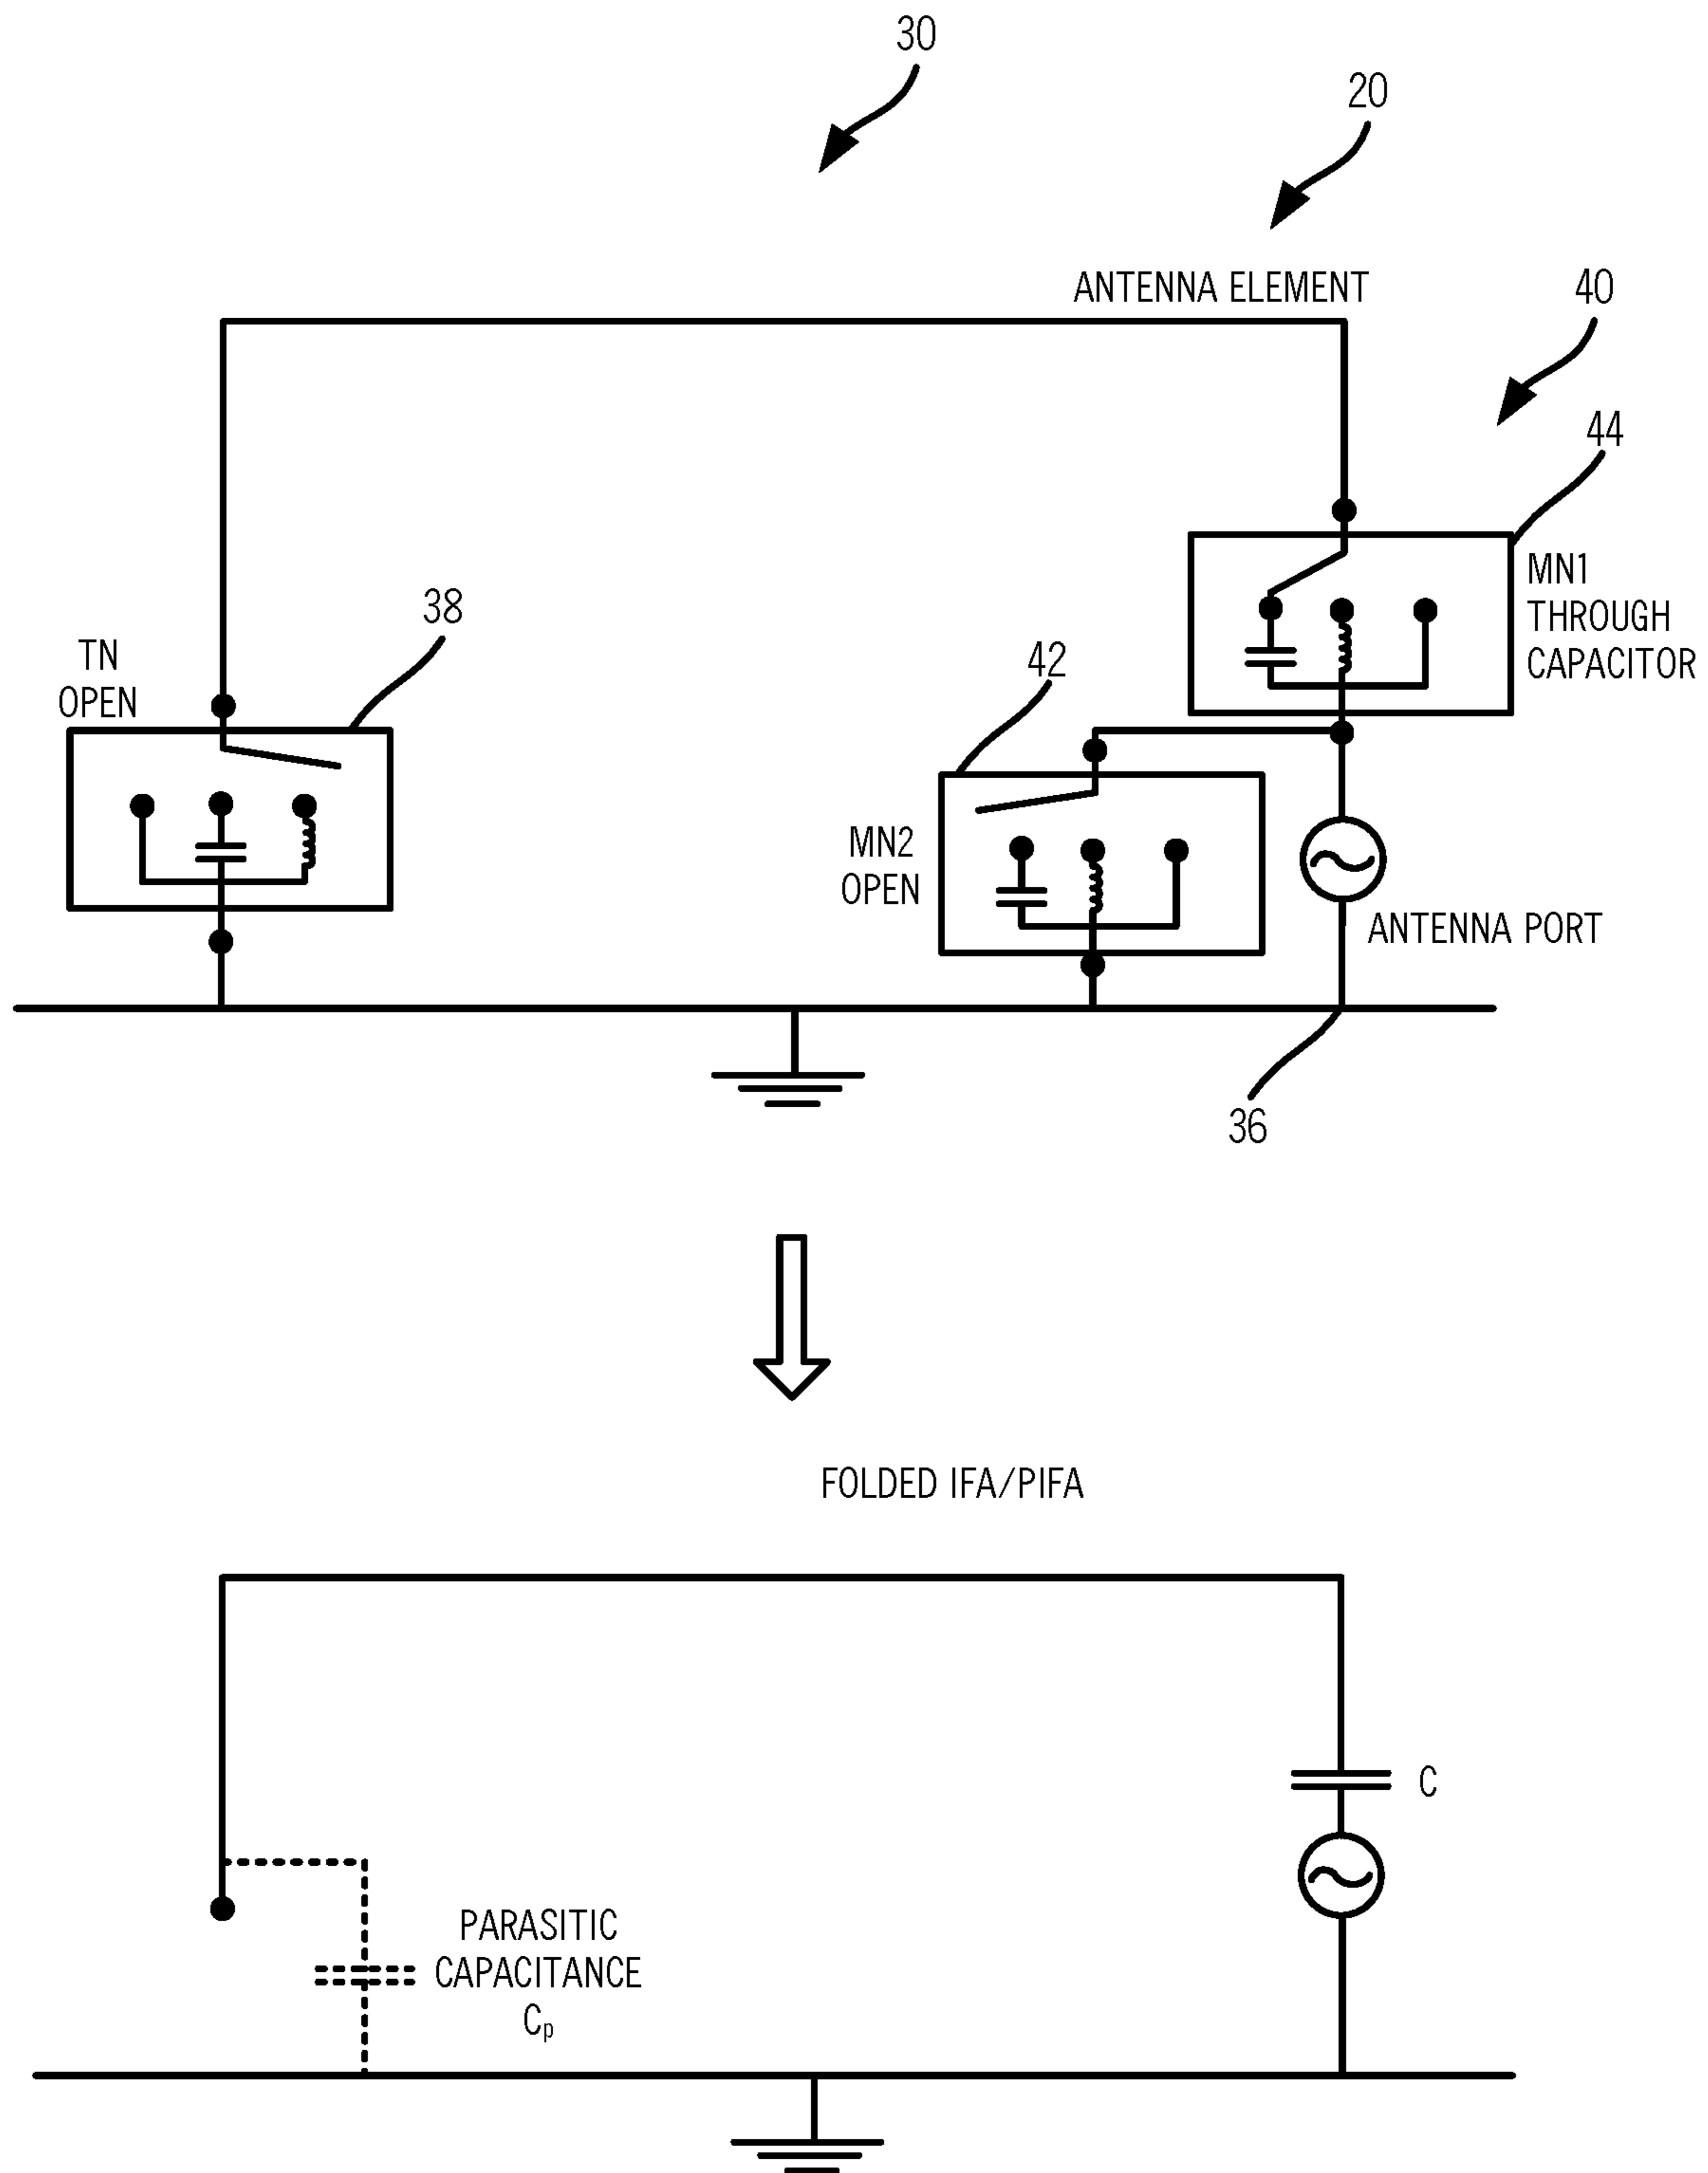 30
20
ANTENNA ELEMENT
40
44
MN1
THROUGH
CAPACITOR
38
TN
OPEN
42
MN2
OPEN
ANTENNA PORT
36
FOLDED IFA/PIFA
C
PARASITIC
CAPACITANCE
Cp